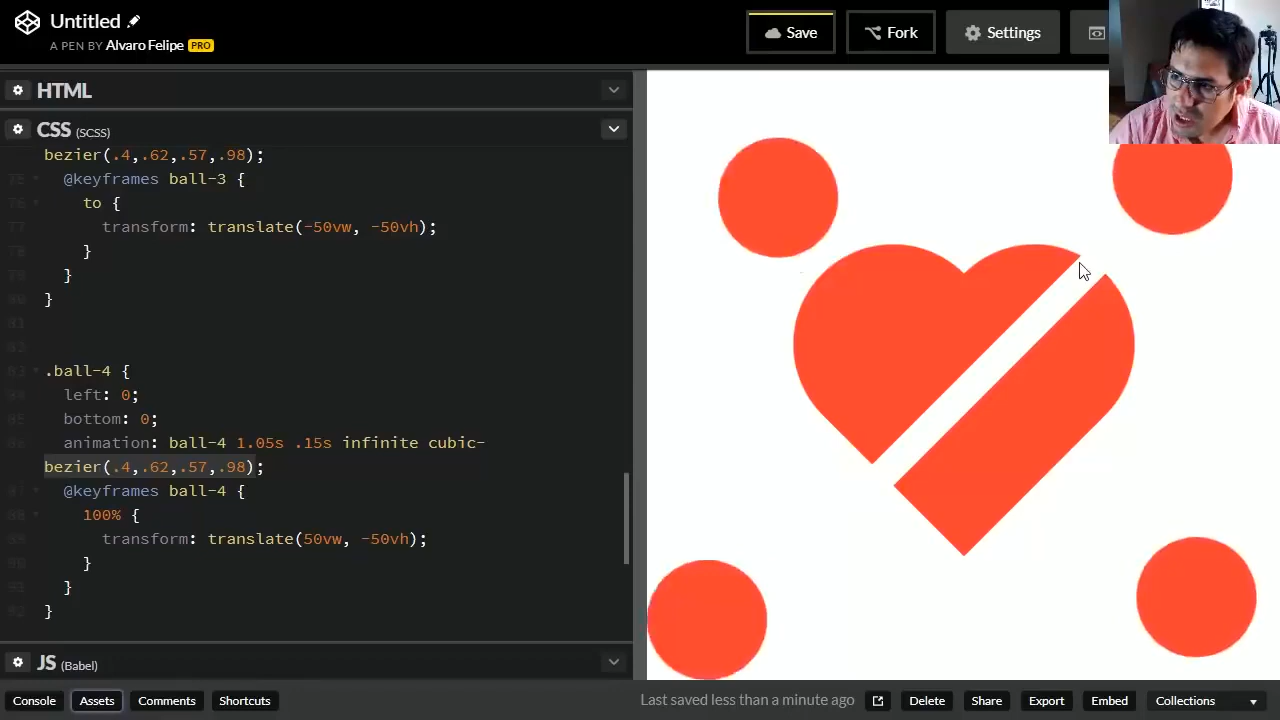 Untitled
A PEN BY Alvaro Felipe PRO
Save
Fork
Settings
HTML
CSS (SCSS)
bezier(.4,.62,.57,.98);
@keyframes ball-3 {
to {
transform: translate(-50vw, -50vh);
}
}
}
.ball-4 {
left: 0;
bottom: 0;
animation: ball-4 1.05s .15s infinite cubic-
bezier(.4,.62,.57,.98);
@keyframes ball-4 {
100% {
transform: translate(50vw, -50vh);
}
}
}
JS (Babel)
Console
Assets
Comments
Shortcuts
Last saved less than a minute ago
Delete
Share
Export
Embed
Collections